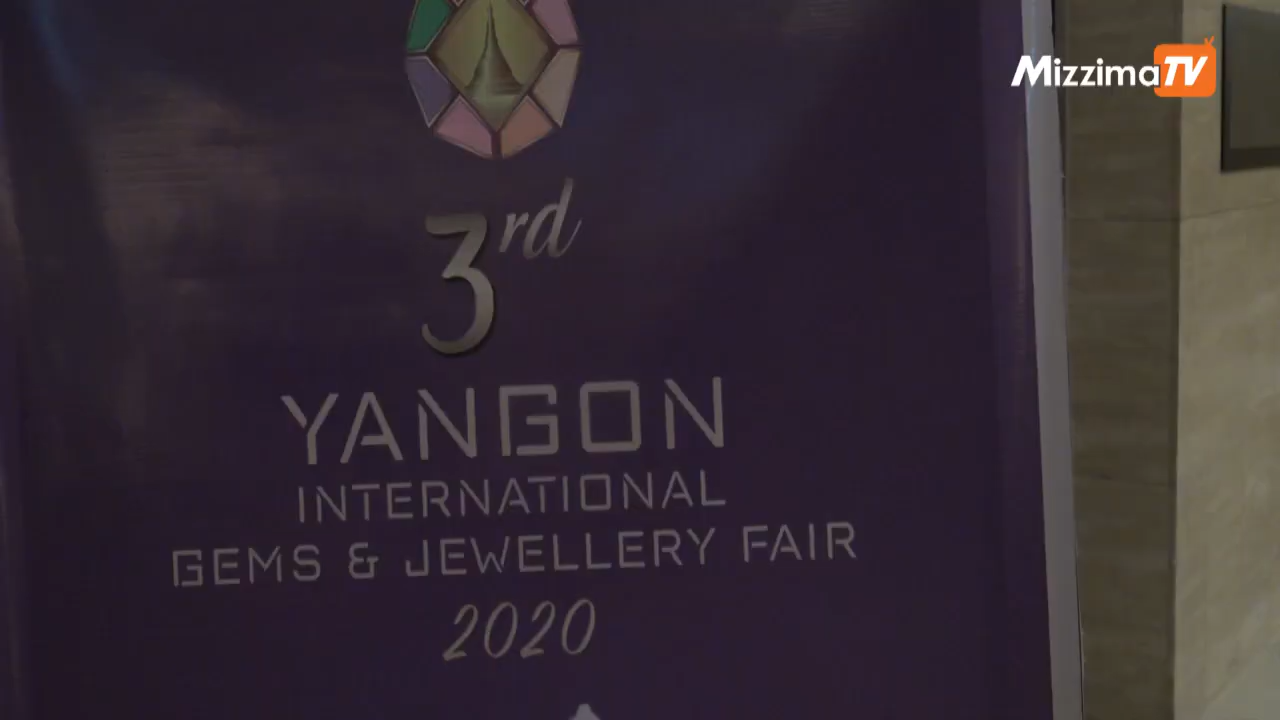 MizzimaTV
3rd
YANGON
INTERNATIONAL
GEMS & JEWELLERY FAIR
2020